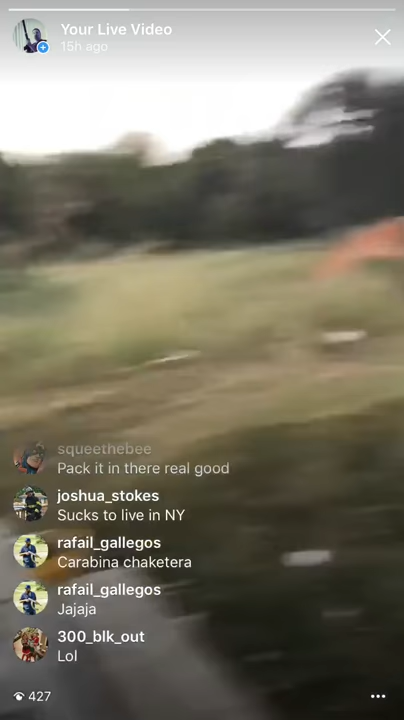 Your Live Video
15h ago
squeethebee
Pack it in there real good
joshua_stokes
Sucks to live in NY
rafail_gallegos
Carabina chaketera
rafail_gallegos
Jajaja
300_blk_out
Lol
427